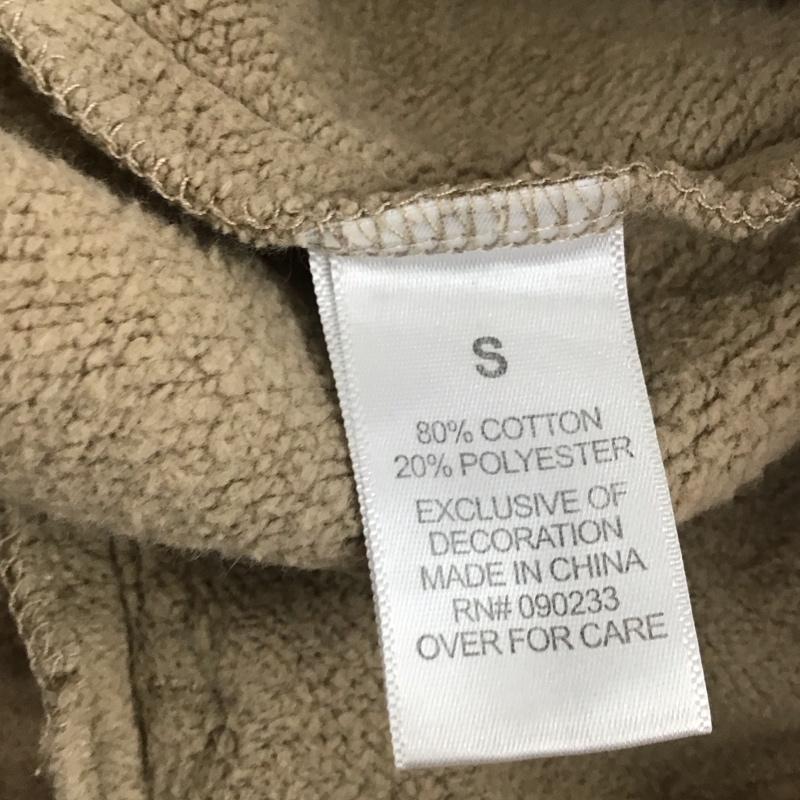 S
80% COTTON
20% POLYESTER
EXCLUSIVE OF
DECORATION
MADE IN CHINA
RN# 090233
OVER FOR CARE